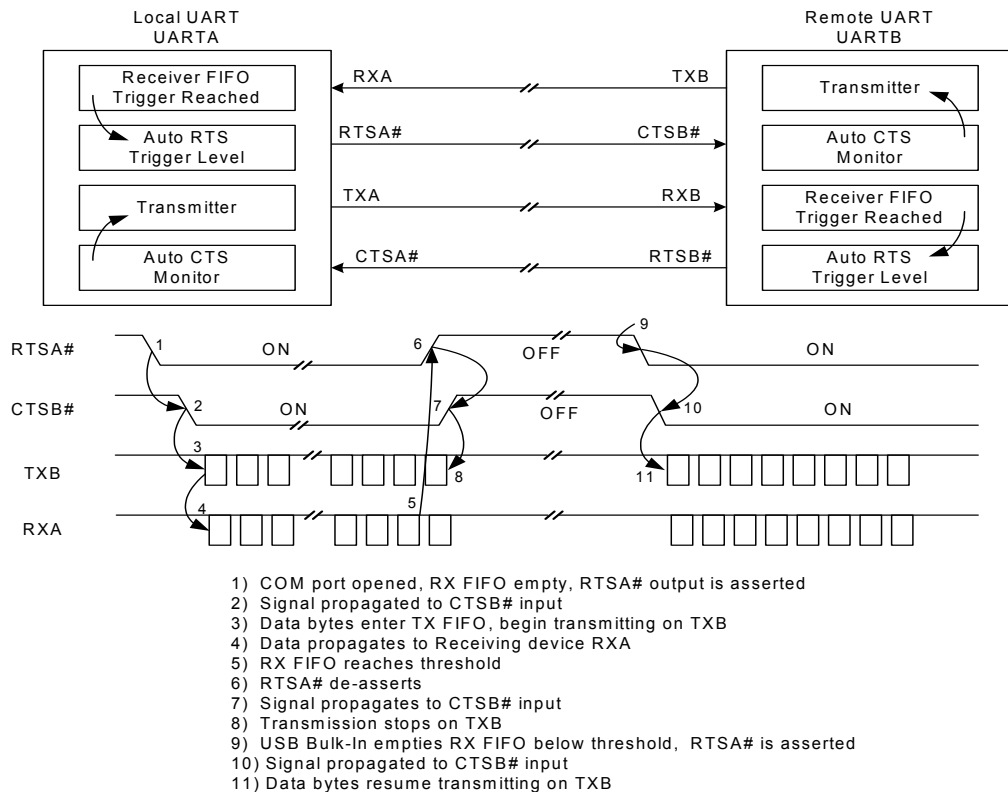 Local UART
UARTA
Remote UART
UARTB
Receiver FIFO
Trigger Reached
RXA
TXB
Transmitter
Auto RTS
Trigger Level
RTSA#
CTSB#
Auto CTS
Monitor
Transmitter
TXA
RXB
Receiver FIFO
Trigger Reached
Auto CTS
Monitor
CTSA#
RTSB#
Auto RTS
Trigger Level
RTSA#
1
ON
6
OFF
9
ON
CTSB#
2
ON
7
OFF
10
ON
TXB
3
8
11
RXA
4
5
1) COM port opened, RX FIFO empty, RTSA# output is asserted
2) Signal propagated to CTSB# input
3) Data bytes enter TX FIFO, begin transmitting on TXB
4) Data propagates to Receiving device RXA
5) RX FIFO reaches threshold
6) RTSA# de-asserts
7) Signal propagates to CTSB# input
8) Transmission stops on TXB
9) USB Bulk-In empties RX FIFO below threshold, RTSA# is asserted
10) Signal propagated to CTSB# input
11) Data bytes resume transmitting on TXB